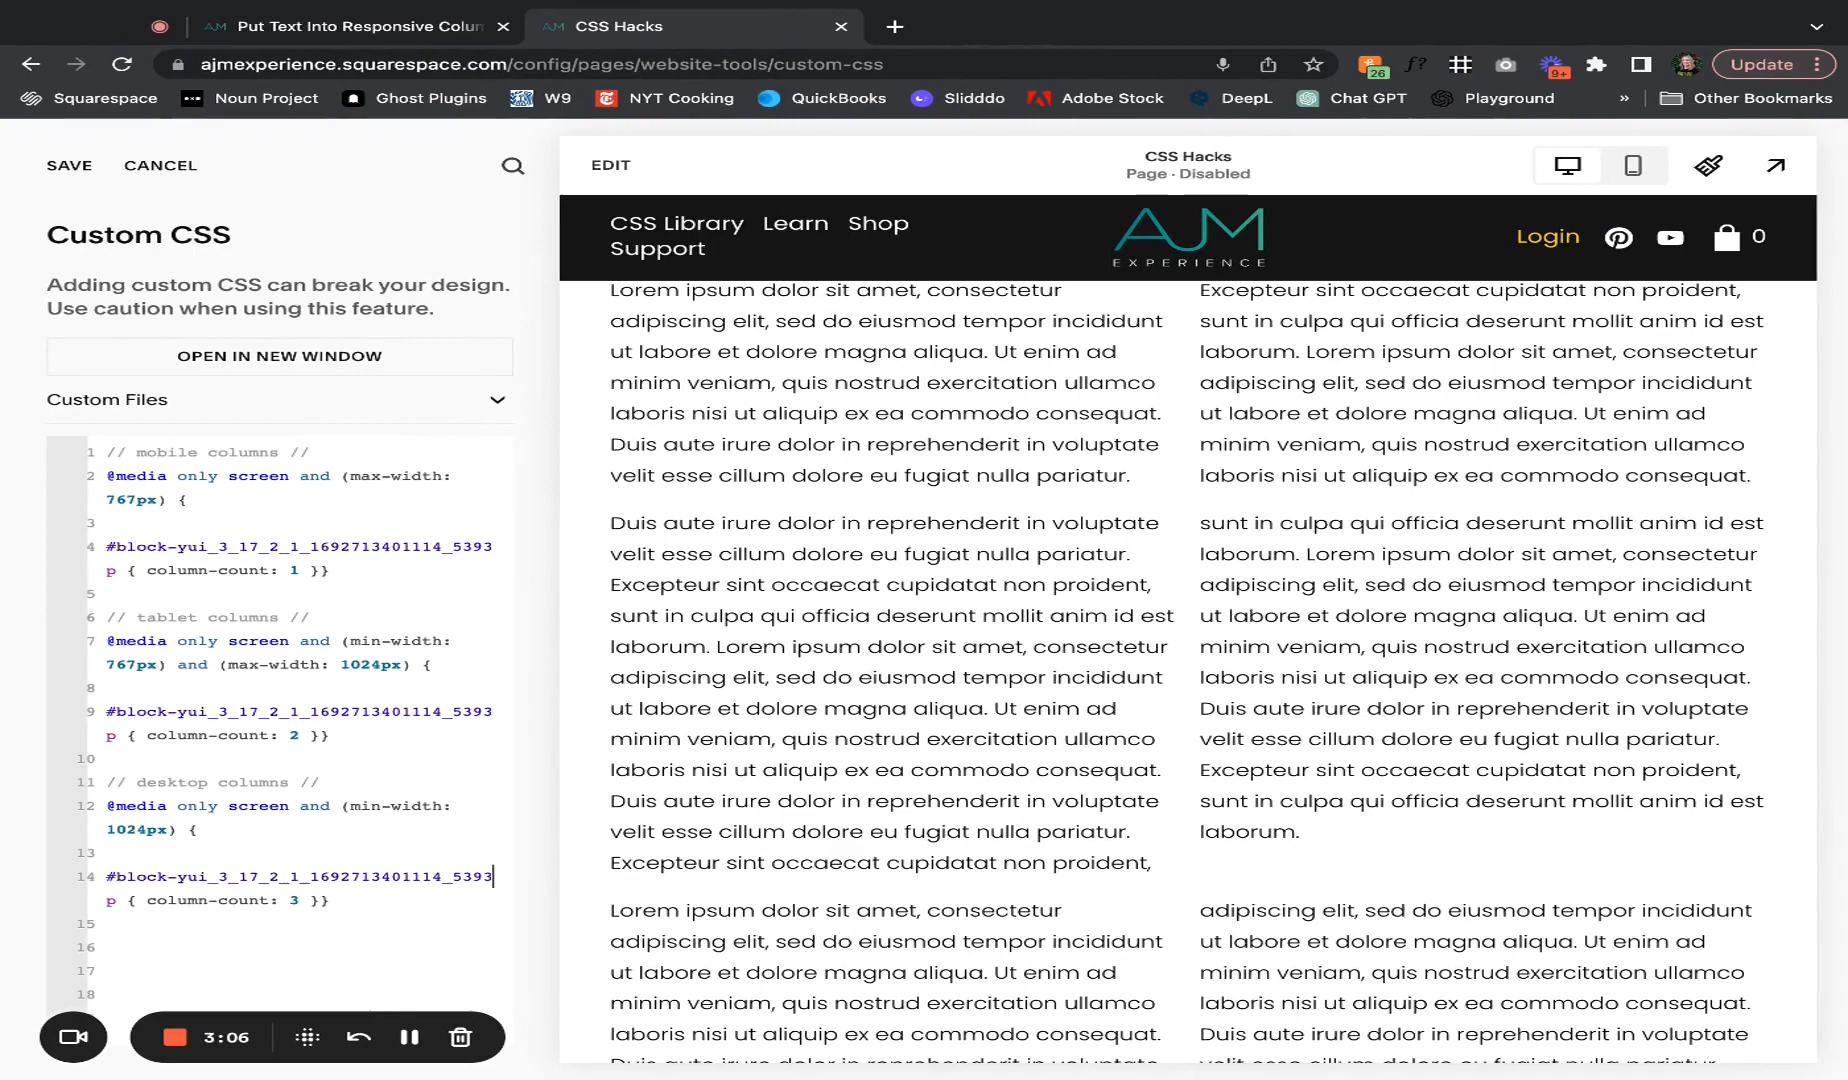 Put Text Into Responsive Colun
CSS Hacks
ajmexperience.squarespace.com/config/pages/website-tools/custom-css
26
f?
9+
Update
Squarespace
Noun Project
Ghost Plugins
W9
NYT Cooking
QuickBooks
Slidddo
Adobe Stock
DeepL
Chat GPT
Playground
»
Other Bookmarks
SAVE CANCEL
Custom CSS
Adding custom CSS can break your design.
Use caution when using this feature.
OPEN IN NEW WINDOW
Custom Files
1 // mobile columns //
2 @media only screen and (max-width:
767px) {
3
4 #block-yui_3_17_2_1_1692713401114_5393
p { column-count: 1 }}
5
6 // tablet columns //
7 @media only screen and (min-width:
767px) and (max-width: 1024px) {
8
9 #block-yui_3_17_2_1_1692713401114_5393
p { column-count: 2 }}
10
11 // desktop columns //
12 @media only screen and (min-width:
1024px) {
13
14 #block-yui_3_17_2_1_1692713401114_5393
p { column-count: 3 }}
15
16
17
18
3:06
EDIT
CSS Hacks
Page · Disabled
CSS Library Learn Shop
Support
AJM
EXPERIENCE
Login
0
Lorem ipsum dolor sit amet, consectetur
adipiscing elit, sed do eiusmod tempor incididunt
ut labore et dolore magna aliqua. Ut enim ad
minim veniam, quis nostrud exercitation ullamco
laboris nisi ut aliquip ex ea commodo consequat.
Duis aute irure dolor in reprehenderit in voluptate
velit esse cillum dolore eu fugiat nulla pariatur.
Excepteur sint occaecat cupidatat non proident,
sunt in culpa qui officia deserunt mollit anim id est
laborum. Lorem ipsum dolor sit amet, consectetur
adipiscing elit, sed do eiusmod tempor incididunt
ut labore et dolore magna aliqua. Ut enim ad
minim veniam, quis nostrud exercitation ullamco
laboris nisi ut aliquip ex ea commodo consequat.
Duis aute irure dolor in reprehenderit in voluptate
velit esse cillum dolore eu fugiat nulla pariatur.
Excepteur sint occaecat cupidatat non proident,
sunt in culpa qui officia deserunt mollit anim id est
laborum. Lorem ipsum dolor sit amet, consectetur
adipiscing elit, sed do eiusmod tempor incididunt
ut labore et dolore magna aliqua. Ut enim ad
minim veniam, quis nostrud exercitation ullamco
laboris nisi ut aliquip ex ea commodo consequat.
Duis aute irure dolor in reprehenderit in voluptate
velit esse cillum dolore eu fugiat nulla pariatur.
Excepteur sint occaecat cupidatat non proident,
sunt in culpa qui officia deserunt mollit anim id est
laborum. Lorem ipsum dolor sit amet, consectetur
adipiscing elit, sed do eiusmod tempor incididunt
ut labore et dolore magna aliqua. Ut enim ad
minim veniam, quis nostrud exercitation ullamco
laboris nisi ut aliquip ex ea commodo consequat.
Duis aute irure dolor in reprehenderit in voluptate
velit esse cillum dolore eu fugiat nulla pariatur.
Excepteur sint occaecat cupidatat non proident,
sunt in culpa qui officia deserunt mollit anim id est
laborum.
Lorem ipsum dolor sit amet, consectetur
adipiscing elit, sed do eiusmod tempor incididunt
ut labore et dolore magna aliqua. Ut enim ad
minim veniam, quis nostrud exercitation ullamco
laboris nisi ut aliquip ex ea commodo consequat.
Duis aute irure dolor in reprehenderit in voluptate
adipiscing elit, sed do eiusmod tempor incididunt
ut labore et dolore magna aliqua. Ut enim ad
minim veniam, quis nostrud exercitation ullamco
laboris nisi ut aliquip ex ea commodo consequat.
Duis aute irure dolor in reprehenderit in voluptate
velit esse cillum dolore eu fugiat nulla pariatur